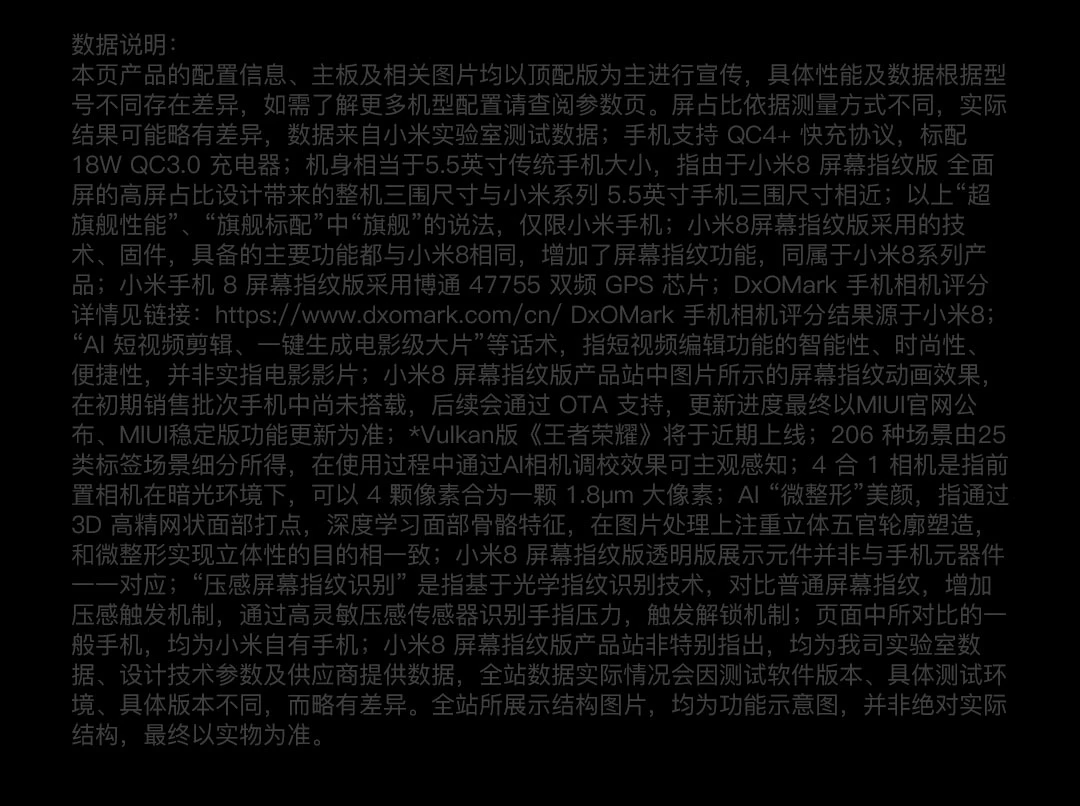 数据说明：
本页产品的配置信息、主板及相关图片均以顶配版为主进行宣传，具体性能及数据根据型
号不同存在差异，如需了解更多机型配置请查阅参数页。屏占比依据测量方式不同，实际
结果可能略有差异，数据来自小米实验室测试数据；手机支持 QC4+ 快充协议，标配
18W QC3.0 充电器；机身相当于5.5英寸传统手机大小，指由于小米8 屏幕指纹版 全面
屏的高屏占比设计带来的整机三围尺寸与小米系列 5.5英寸手机三围尺寸相近；以上“超
旗舰性能”、“旗舰标配”中“旗舰”的说法，仅限小米手机；小米8屏幕指纹版采用的技
术、固件，具备的主要功能都与小米8相同，增加了屏幕指纹功能，同属于小米8系列产
品；小米手机 8 屏幕指纹版采用博通 47755 双频 GPS 芯片；DxOMark 手机相机评分
详情见链接：https://www.dxomark.com/cn/ DxOMark 手机相机评分结果源于小米8；
“AI 短视频剪辑、一键生成电影级大片”等话术，指短视频编辑功能的智能性、时尚性、
便捷性，并非实指电影影片；小米8 屏幕指纹版产品站中图片所示的屏幕指纹动画效果，
在初期销售批次手机中尚未搭载，后续会通过 OTA 支持，更新进度最终以MIUI官网公
布、MIUI稳定版功能更新为准；*Vulkan版《王者荣耀》将于近期上线；206 种场景由25
类标签场景细分所得，在使用过程中通过AI相机调校效果可主观感知；4 合 1 相机是指前
置相机在暗光环境下，可以 4 颗像素合为一颗 1.8μm 大像素；AI “微整形”美颜，指通过
3D 高精网状面部打点，深度学习面部骨骼特征，在图片处理上注重立体五官轮廓塑造，
和微整形实现立体性的目的相一致；小米8 屏幕指纹版透明版展示元件并非与手机元器件
一一对应；“压感屏幕指纹识别” 是指基于光学指纹识别技术，对比普通屏幕指纹，增加
压感触发机制，通过高灵敏压感传感器识别手指压力，触发解锁机制；页面中所对比的一
般手机，均为小米自有手机；小米8 屏幕指纹版产品站非特别指出，均为我司实验室数
据、设计技术参数及供应商提供数据，全站数据实际情况会因测试软件版本、具体测试环
境、具体版本不同，而略有差异。全站所展示结构图片，均为功能示意图，并非绝对实际
结构，最终以实物为准。